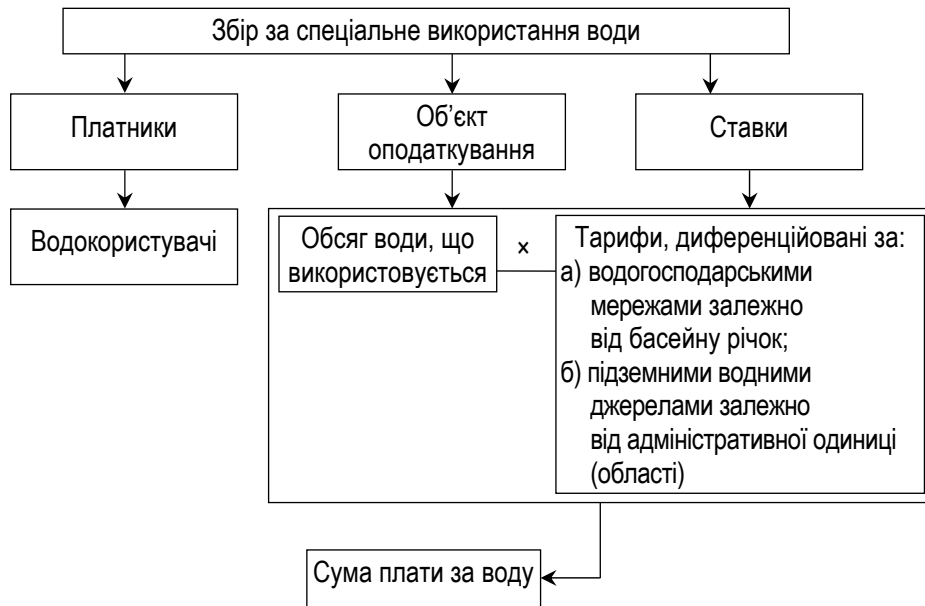 Збір за спеціальне використання води
Платники
Об’єкт
оподаткування
Ставки
Водокористувачі
Обсяг води, що
використовується
×
Тарифи, диференційовані за:
а) водогосподарськими
мережами залежно
від басейну річок;
б) підземними водними
джерелами залежно
від адміністративної одиниці
(області)
Сума плати за воду